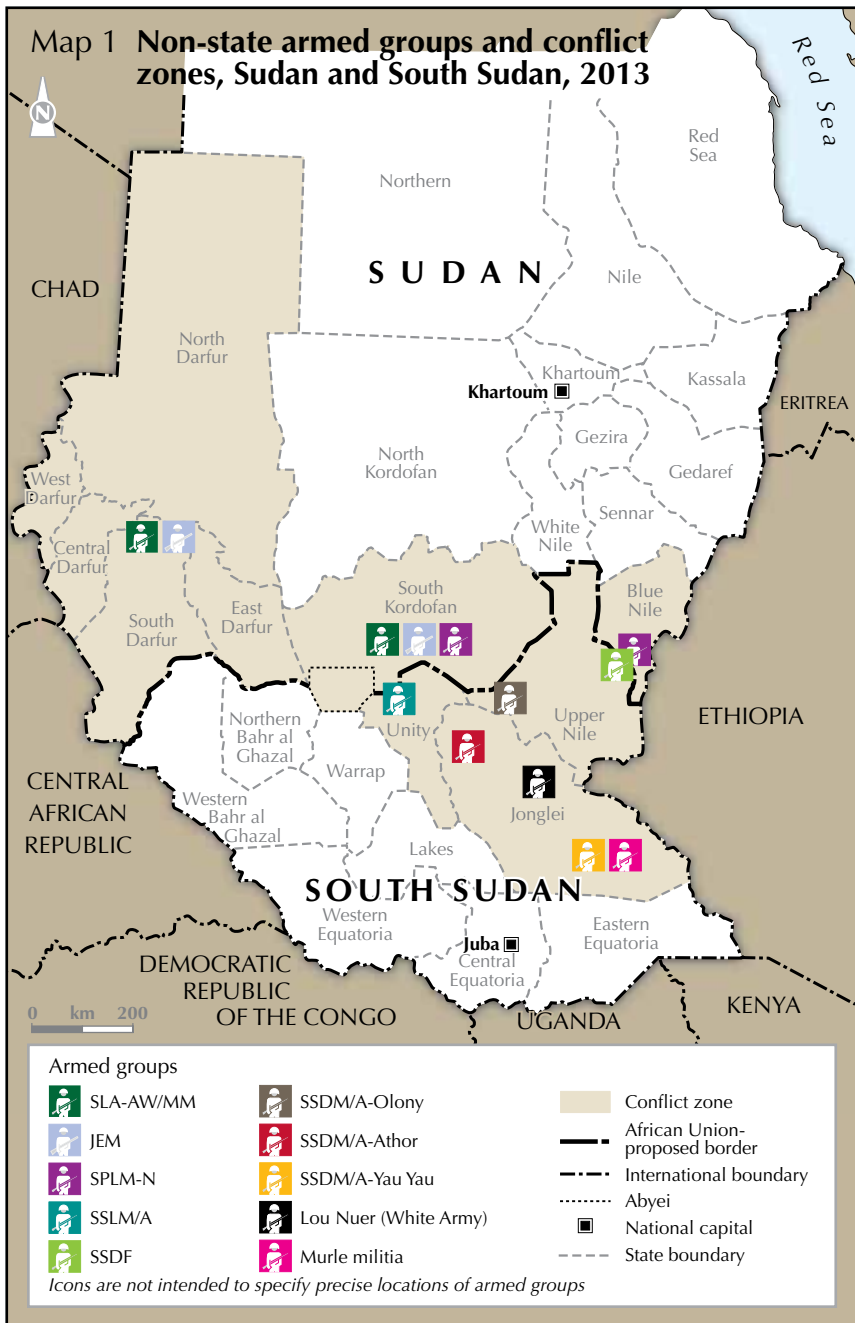 Map 1 Non-state armed groups and conflict
zones, Sudan and South Sudan, 2013
N
Red Sea
Red
Sea
Northern
SUDAN
Nile
CHAD
North
Darfur
Khartoum
Khartoum
Kassala
ERITREA
Gezira
North
Kordofan
Gedaref
West
Darfur
Sennar
White
Nile
Central
Darfur
South
Kordofan
Blue
Nile
East
Darfur
South
Darfur
ETHIOPIA
Upper
Nile
Unity
Northern
Bahr al
Ghazal
Warrap
CENTRAL
AFRICAN
REPUBLIC
Western
Bahr al
Ghazal
Jonglei
Lakes
SOUTH SUDAN
Western
Equatoria
Eastern
Equatoria
Juba
Central
Equatoria
DEMOCRATIC
REPUBLIC
OF THE CONGO
UGANDA
KENYA
0 km 200
Armed groups
SLA-AW/MM
JEM
SPLM-N
SSLM/A
SSDF
SSDM/A-Olony
SSDM/A-Athor
SSDM/A-Yau Yau
Lou Nuer (White Army)
Murle militia
Conflict zone
African Union-
proposed border
International boundary
Abyei
National capital
State boundary
Icons are not intended to specify precise locations of armed groups